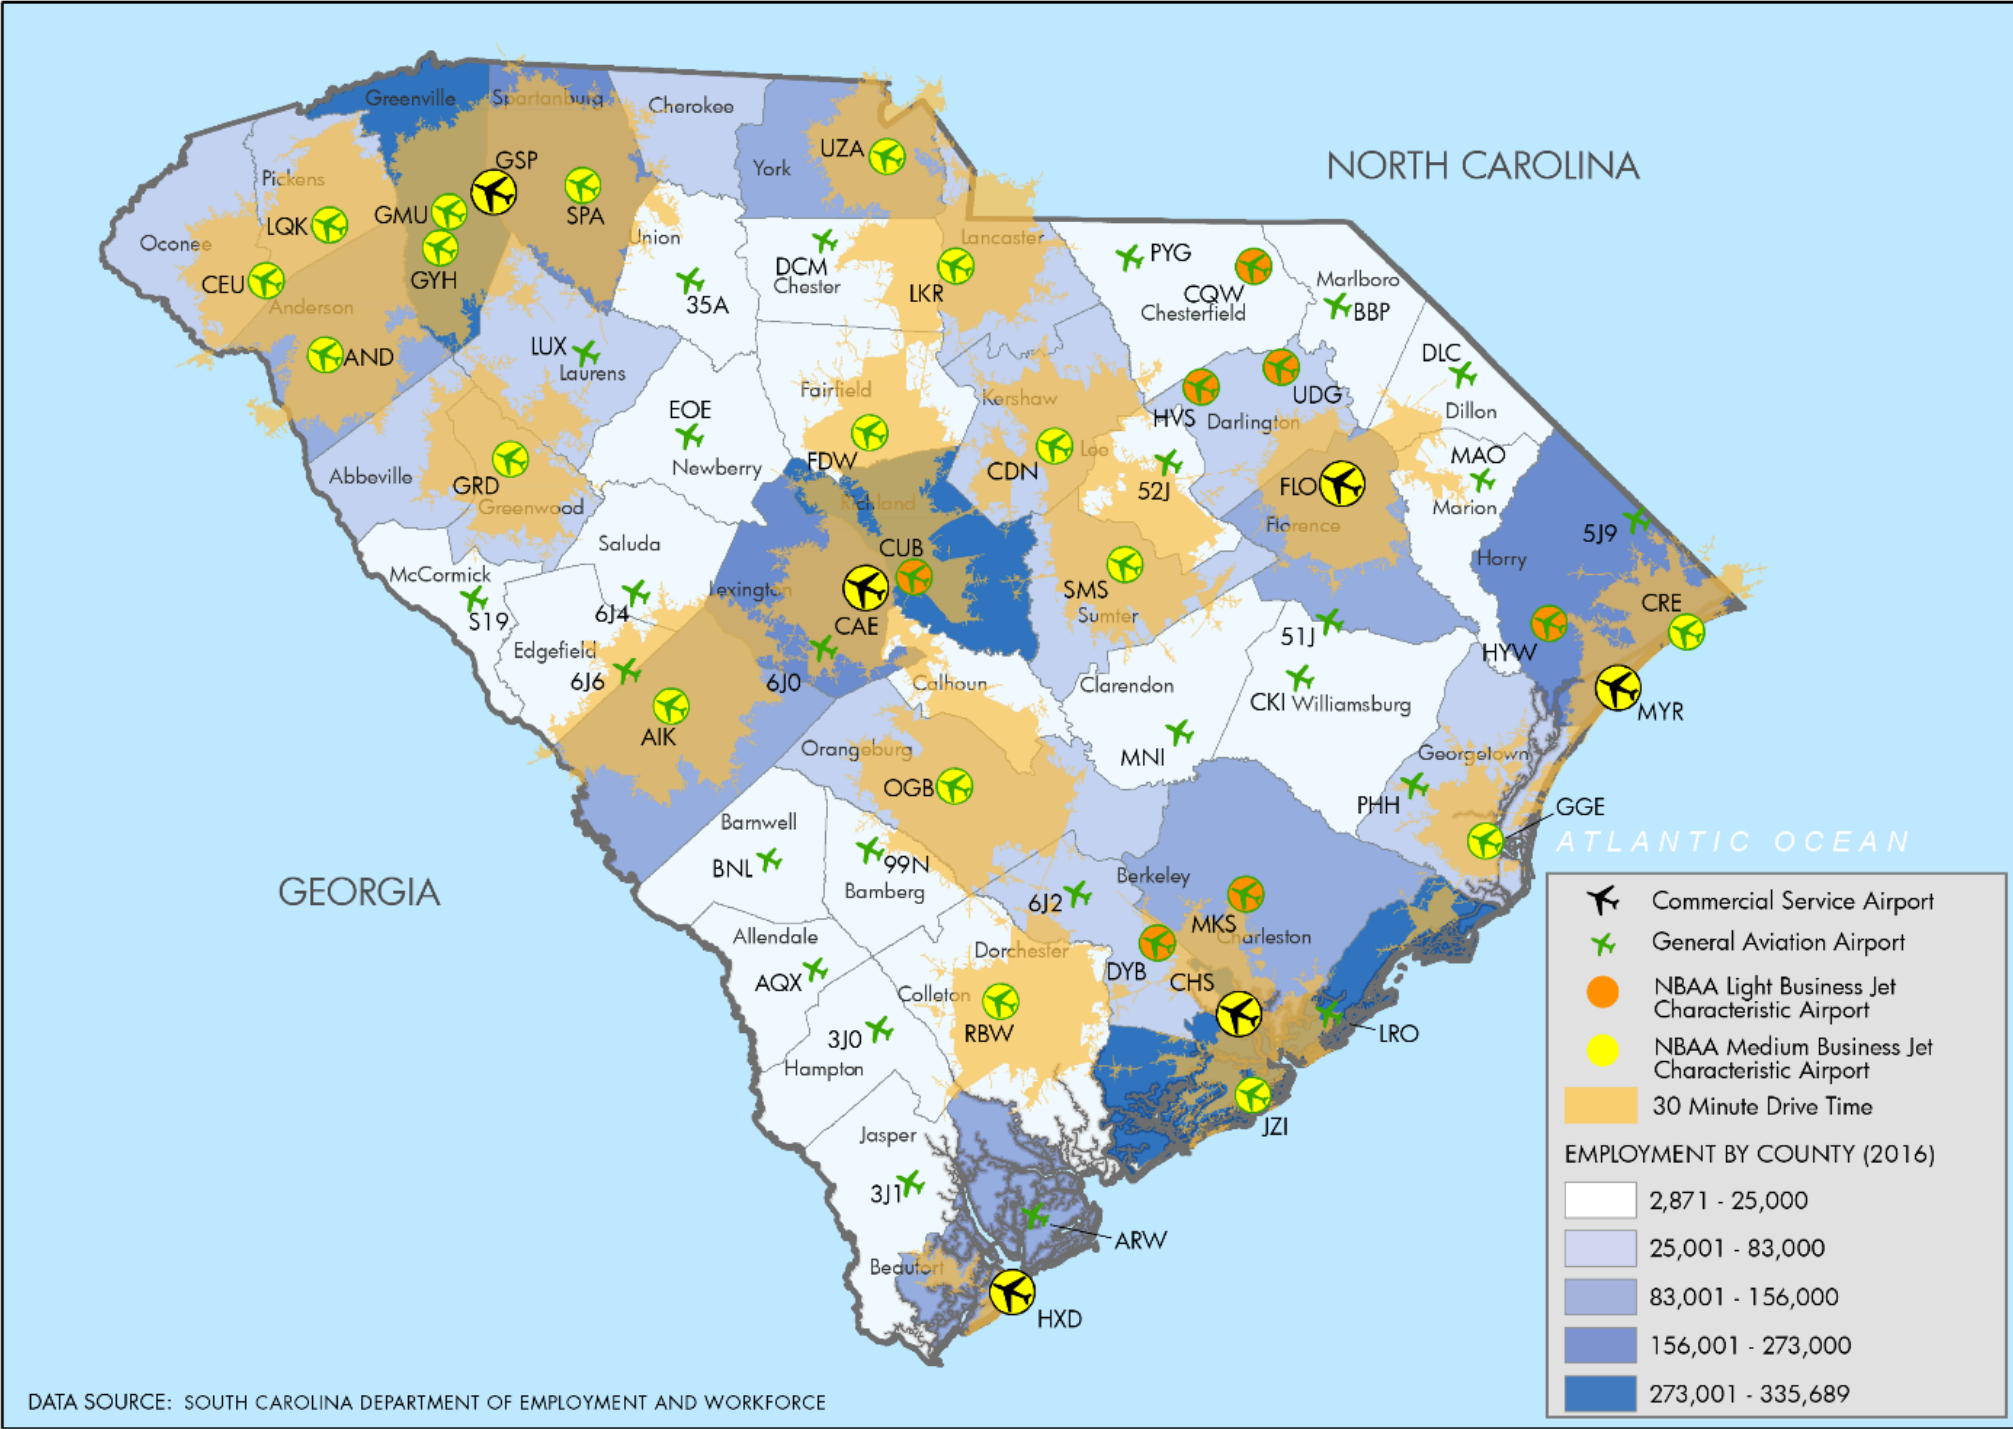 Greenville
Spartanburg
Cherokee
York
UZA
NORTH CAROLINA
GSP
Pickens
LQK
GMU
SPA
Oconee
CEU
GYH
Anderson
Union
35A
DCM
Chester
Lancaster
LKR
PYG
CQW
Chesterfield
Marlboro
BBP
AND
LUX
Laurens
DLC
Dillon
EOE
Newberry
Fairfield
FDW
Kershaw
CDN
Lee
52J
HVS
UDG
Darlington
MAO
Marion
Abbeville
GRD
Greenwood
Richland
FLO
Florence
5J9
Horry
Saluda
McCormick
S19
6J4
Lexington
CUB
CAE
SMS
Sumter
CRE
HYW
MYR
Edgefield
6J6
6J0
AIK
Calhoun
Clarendon
51J
CKI
Williamsburg
MNI
Georgetown
PHH
GGE
Orangeburg
OGB
ATLANTIC OCEAN
GEORGIA
Barnwell
BNL
99N
Bamberg
6J2
Berkeley
MKS
Charleston
Allendale
AQX
Dorchester
DYB
CHS
Colleton
RBW
3J0
Hampton
LRO
JZI
Jasper
3J1
ARW
Beaufort
HXD
Commercial Service Airport
General Aviation Airport
NBAA Light Business Jet
Characteristic Airport
NBAA Medium Business Jet
Characteristic Airport
30 Minute Drive Time
EMPLOYMENT BY COUNTY (2016)
2,871 - 25,000
25,001 - 83,000
83,001 - 156,000
156,001 - 273,000
273,001 - 335,689
DATA SOURCE: SOUTH CAROLINA DEPARTMENT OF EMPLOYMENT AND WORKFORCE